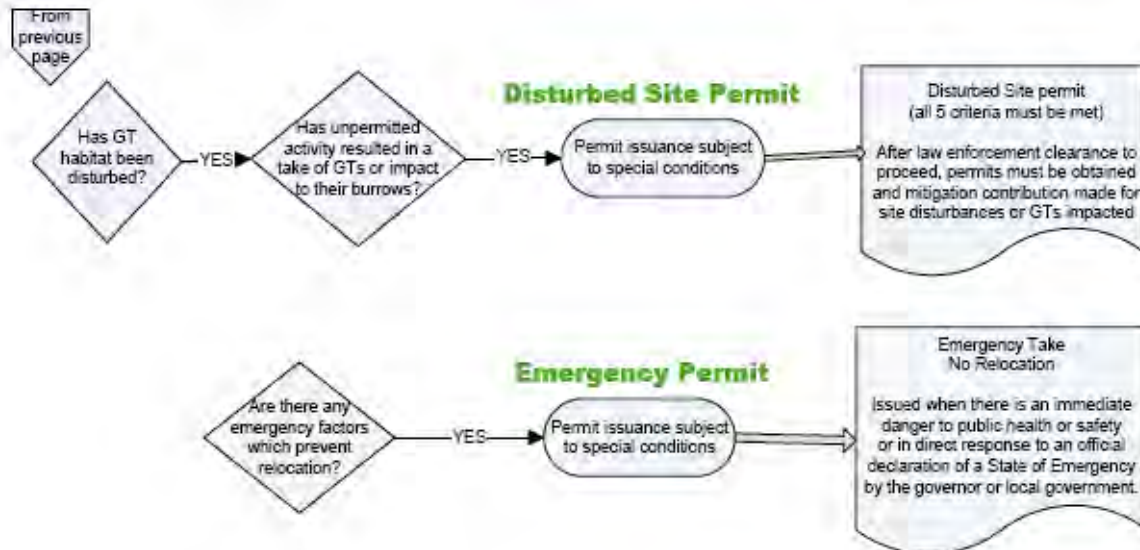 From
previous
page
Has GT
habitat been
disturbed?
YES
Has unpermitted
activity resulted in a
take of GTs or impact
to their burrows?
YES
Disturbed Site Permit
Permit issuance subject
to special conditions
Disturbed Site permit
(all 5 criteria must be met)
After law enforcement clearance to
proceed, permits must be obtained
and mitigation contribution made for
site disturbances or GTs impacted
Are there any
emergency factors
which prevent
relocation?
YES
Emergency Permit
Permit issuance subject
to special conditions
Emergency Take
No Relocation
Issued when there is an immediate
danger to public health or safety
or in direct response to an official
declaration of a State of Emergency
by the governor or local government.